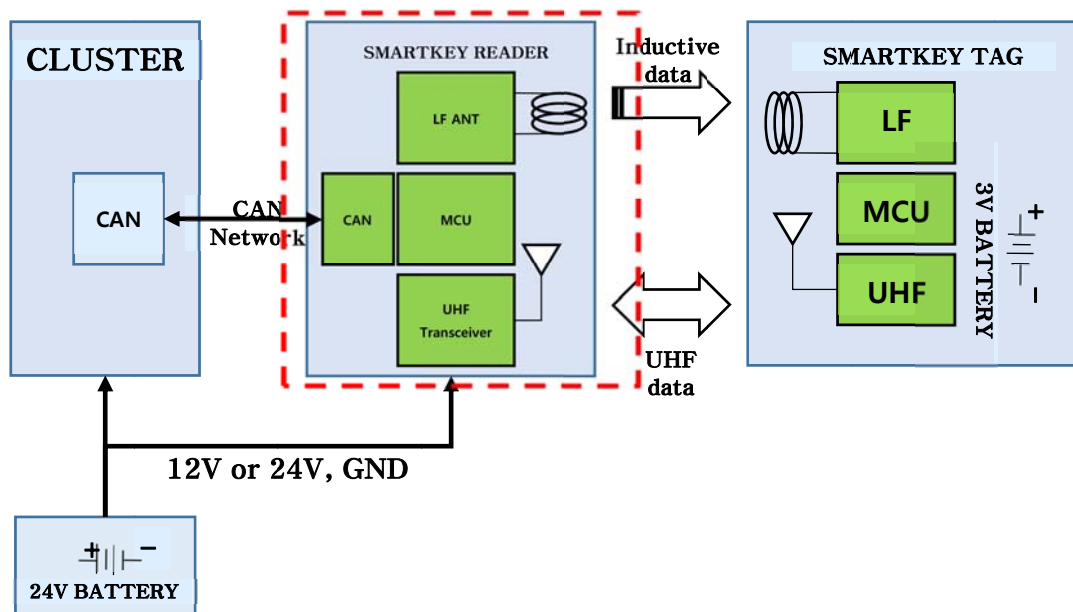 CLUSTER
CAN
CAN
Network
SMARTKEY READER
LF ANT
CAN
MCU
UHF
Transceiver
Inductive
data
UHF
data
SMARTKEY TAG
LF
MCU
UHF
3V BATTERY
+
-
12V or 24V, GND
+ -
24V BATTERY